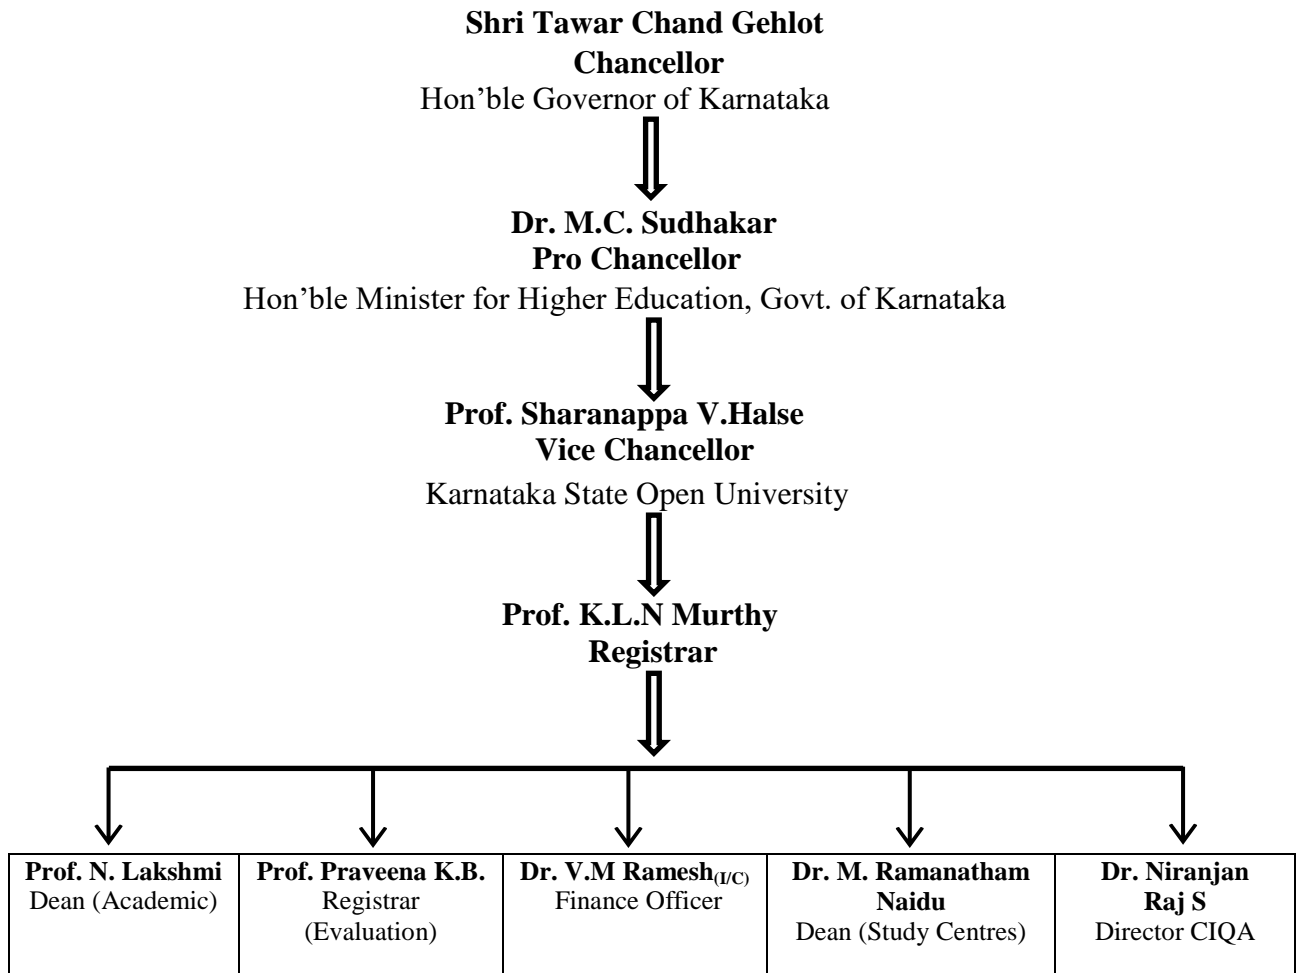 Shri Tawar Chand Gehlot
Chancellor
Hon’ble Governor of Karnataka
Dr. M.C. Sudhakar
Pro Chancellor
Hon’ble Minister for Higher Education, Govt. of Karnataka
Prof. Sharanappa V.Halse
Vice Chancellor
Karnataka State Open University
Prof. K.L.N Murthy
Registrar
Prof. N. Lakshmi
Dean (Academic)
Prof. Praveena K.B.
Registrar
(Evaluation)
Dr. V.M Ramesh(I/C)
Finance Officer
Dr. M. Ramanatham
Naidu
Dean (Study Centres)
Dr. Niranjan
Raj S
Director CIQA